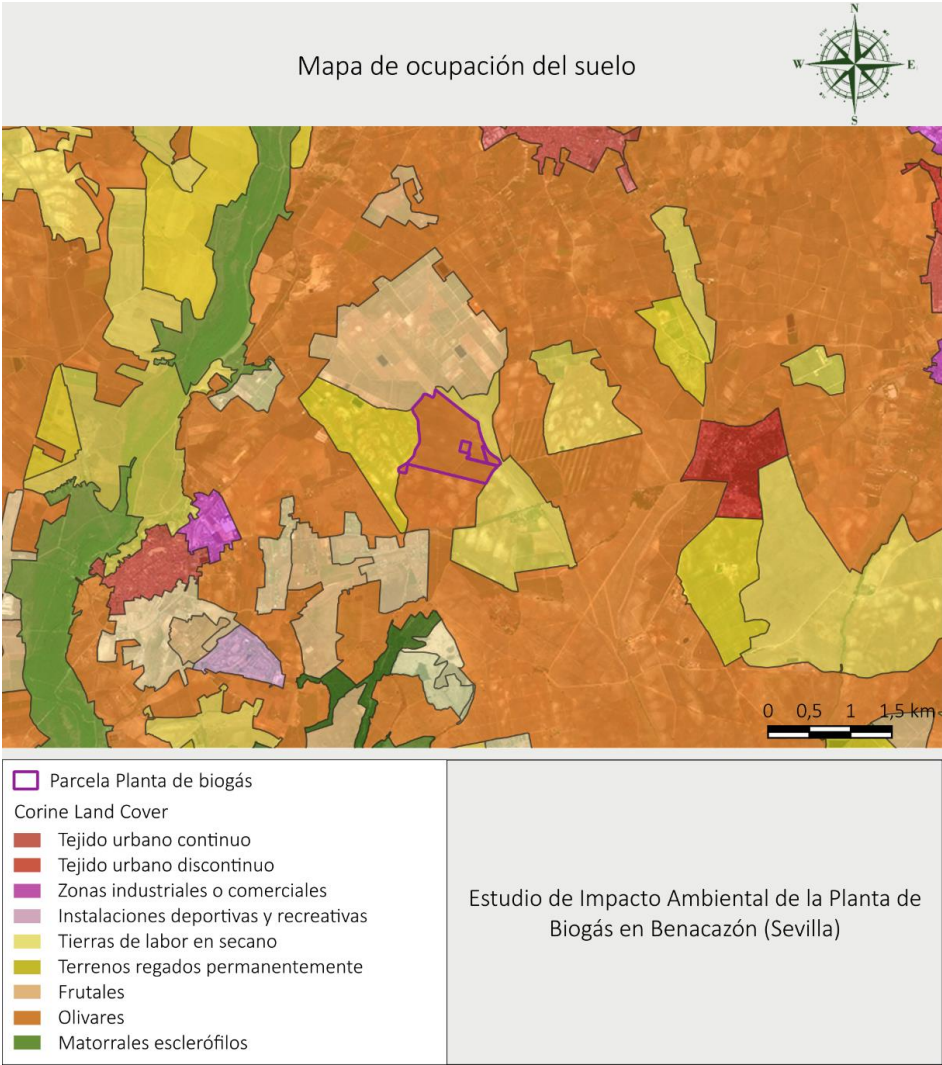 Mapa de ocupación del suelo
N
W
E
S
0 0,5 1 1,5 km
Parcela Planta de biogás
Corine Land Cover
Tejido urbano continuo
Tejido urbano discontinuo
Zonas industriales o comerciales
Instalaciones deportivas y recreativas
Tierras de labor en secano
Terrenos regados permanentemente
Frutales
Olivares
Matorrales esclerófilos
Estudio de Impacto Ambiental de la Planta de
Biogás en Benacazón (Sevilla)